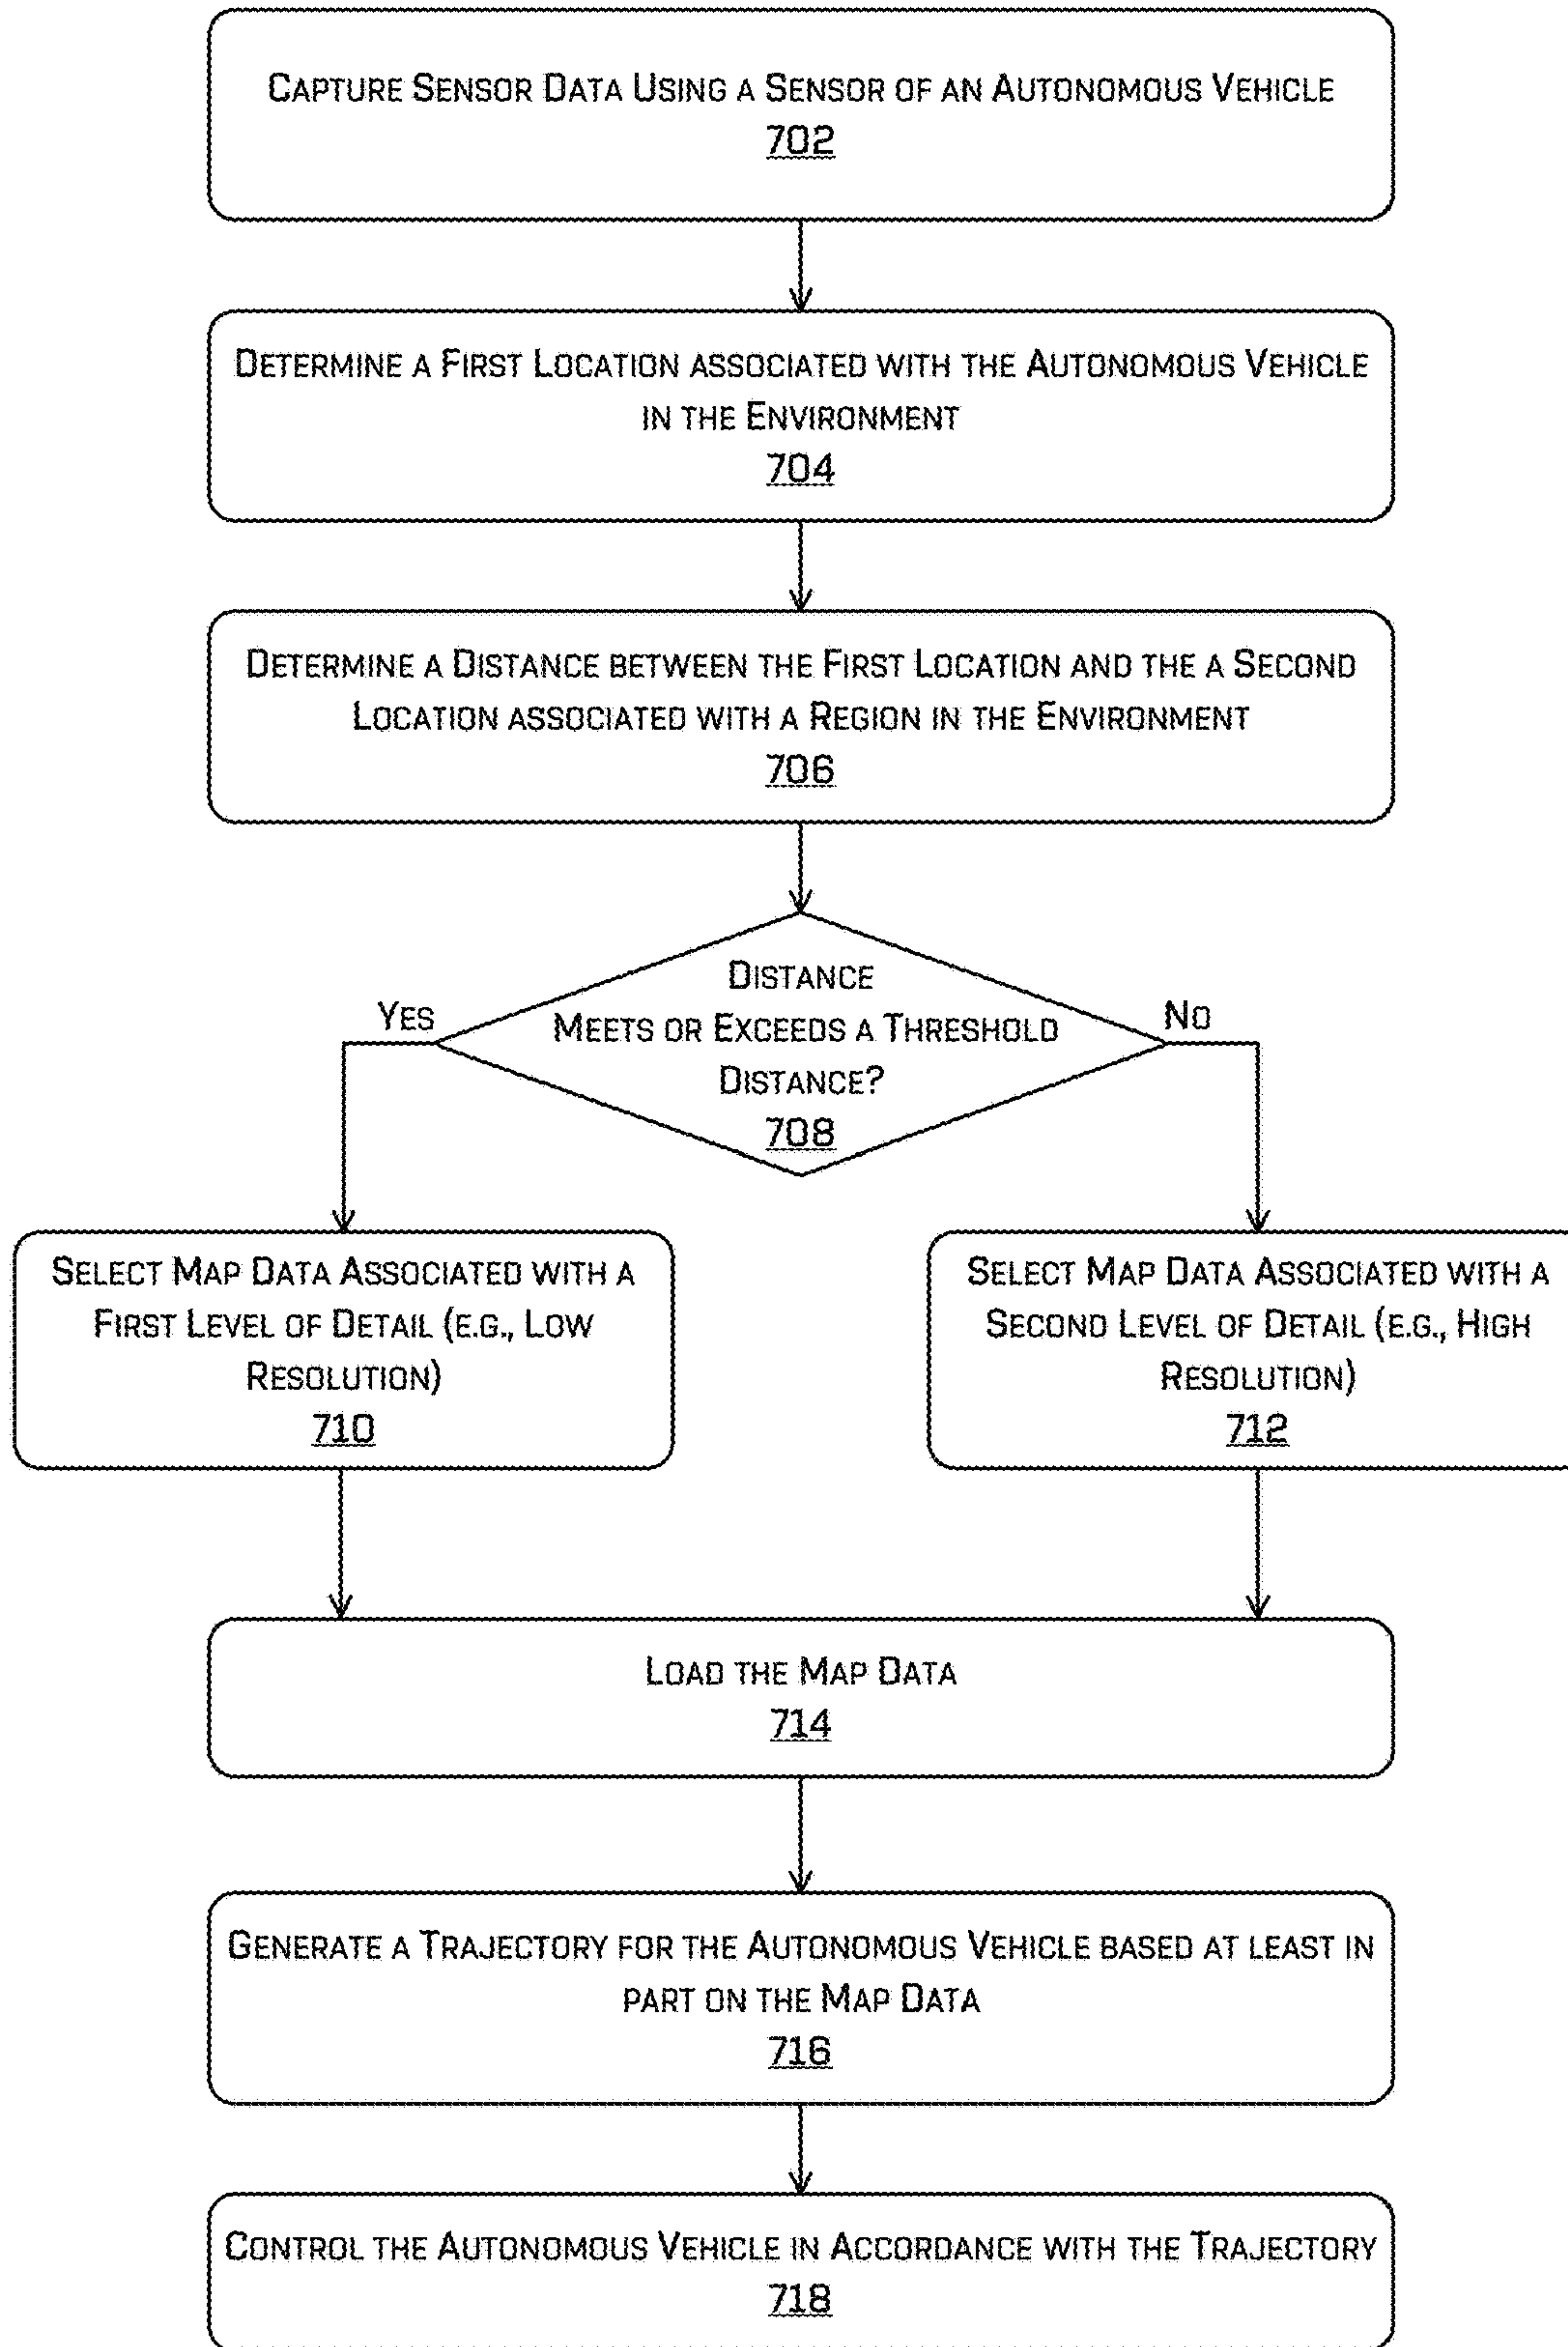 Capture Sensor Data Using a Sensor of an Autonomous Vehicle
702
Determine a First Location associated with the Autonomous Vehicle
in the Environment
704
Determine a Distance between the First Location and the a Second
Location associated with a Region in the Environment
706
Distance
Meets or Exceeds a Threshold
Distance?
708
Yes
No
Select Map Data Associated with a
First Level of Detail (e.g., Low
Resolution)
710
Select Map Data Associated with a
Second Level of Detail (e.g., High
Resolution)
712
Load the Map Data
714
Generate a Trajectory for the Autonomous Vehicle based at least in
part on the Map Data
716
Control the Autonomous Vehicle in Accordance with the Trajectory
718